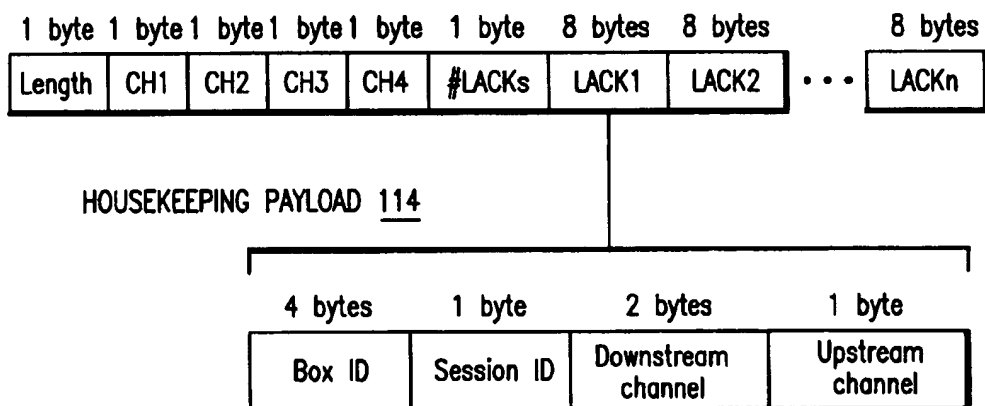 1 byte 1 byte 1 byte 1 byte 1 byte 1 byte 8 bytes 8 bytes 8 bytes
Length CH1 CH2 CH3 CH4 #LACKs LACK1 LACK2 • • • LACKn
HOUSEKEEPING PAYLOAD 114
4 bytes 1 byte 2 bytes 1 byte
Box ID Session ID Downstream channel Upstream channel